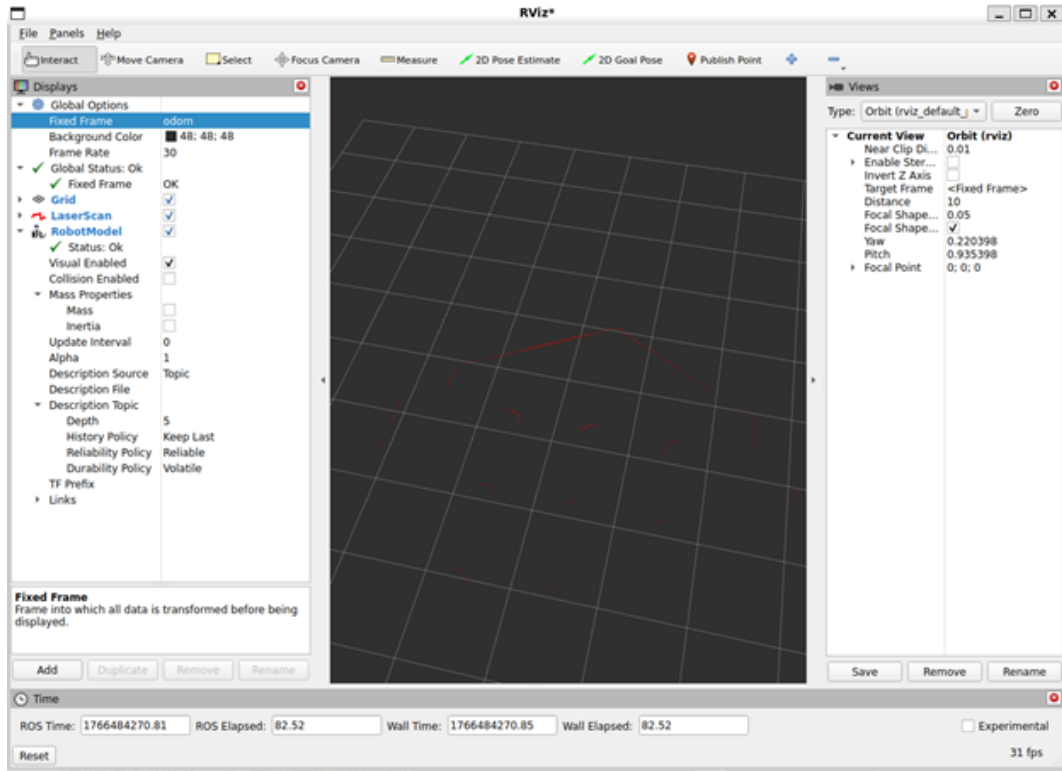 RViz*
File Panels Help
Interact Move Camera Select Focus Camera Measure 2D Pose Estimate 2D Goal Pose Publish Point
Displays
Global Options
Fixed Frame odom
Background Color 48; 48; 48
Frame Rate 30
Global Status: Ok
Fixed Frame OK
Grid
LaserScan
RobotModel
Status: Ok
Visual Enabled
Collision Enabled
Mass Properties
Mass
Inertia
Update Interval 0
Alpha 1
Description Source Topic
Description File
Description Topic
Depth 5
History Policy Keep Last
Reliability Policy Reliable
Durability Policy Volatile
TF Prefix
Links
Fixed Frame
Frame into which all data is transformed before being
displayed.
Add Duplicate Remove Rename
Views
Type: Orbit (rviz_default_ Zero
Current View Orbit (rviz)
Near Clip Di... 0.01
Enable Ster...
Invert Z Axis
Target Frame <Fixed Frame>
Distance 10
Focal Shape... 0.05
Focal Shape...
Yaw 0.220398
Pitch 0.935398
Focal Point 0; 0; 0
Save Remove Rename
Time
ROS Time: 1766484270.81 ROS Elapsed: 82.52 Wall Time: 1766484270.85 Wall Elapsed: 82.52 Experimental
Reset 31 fps